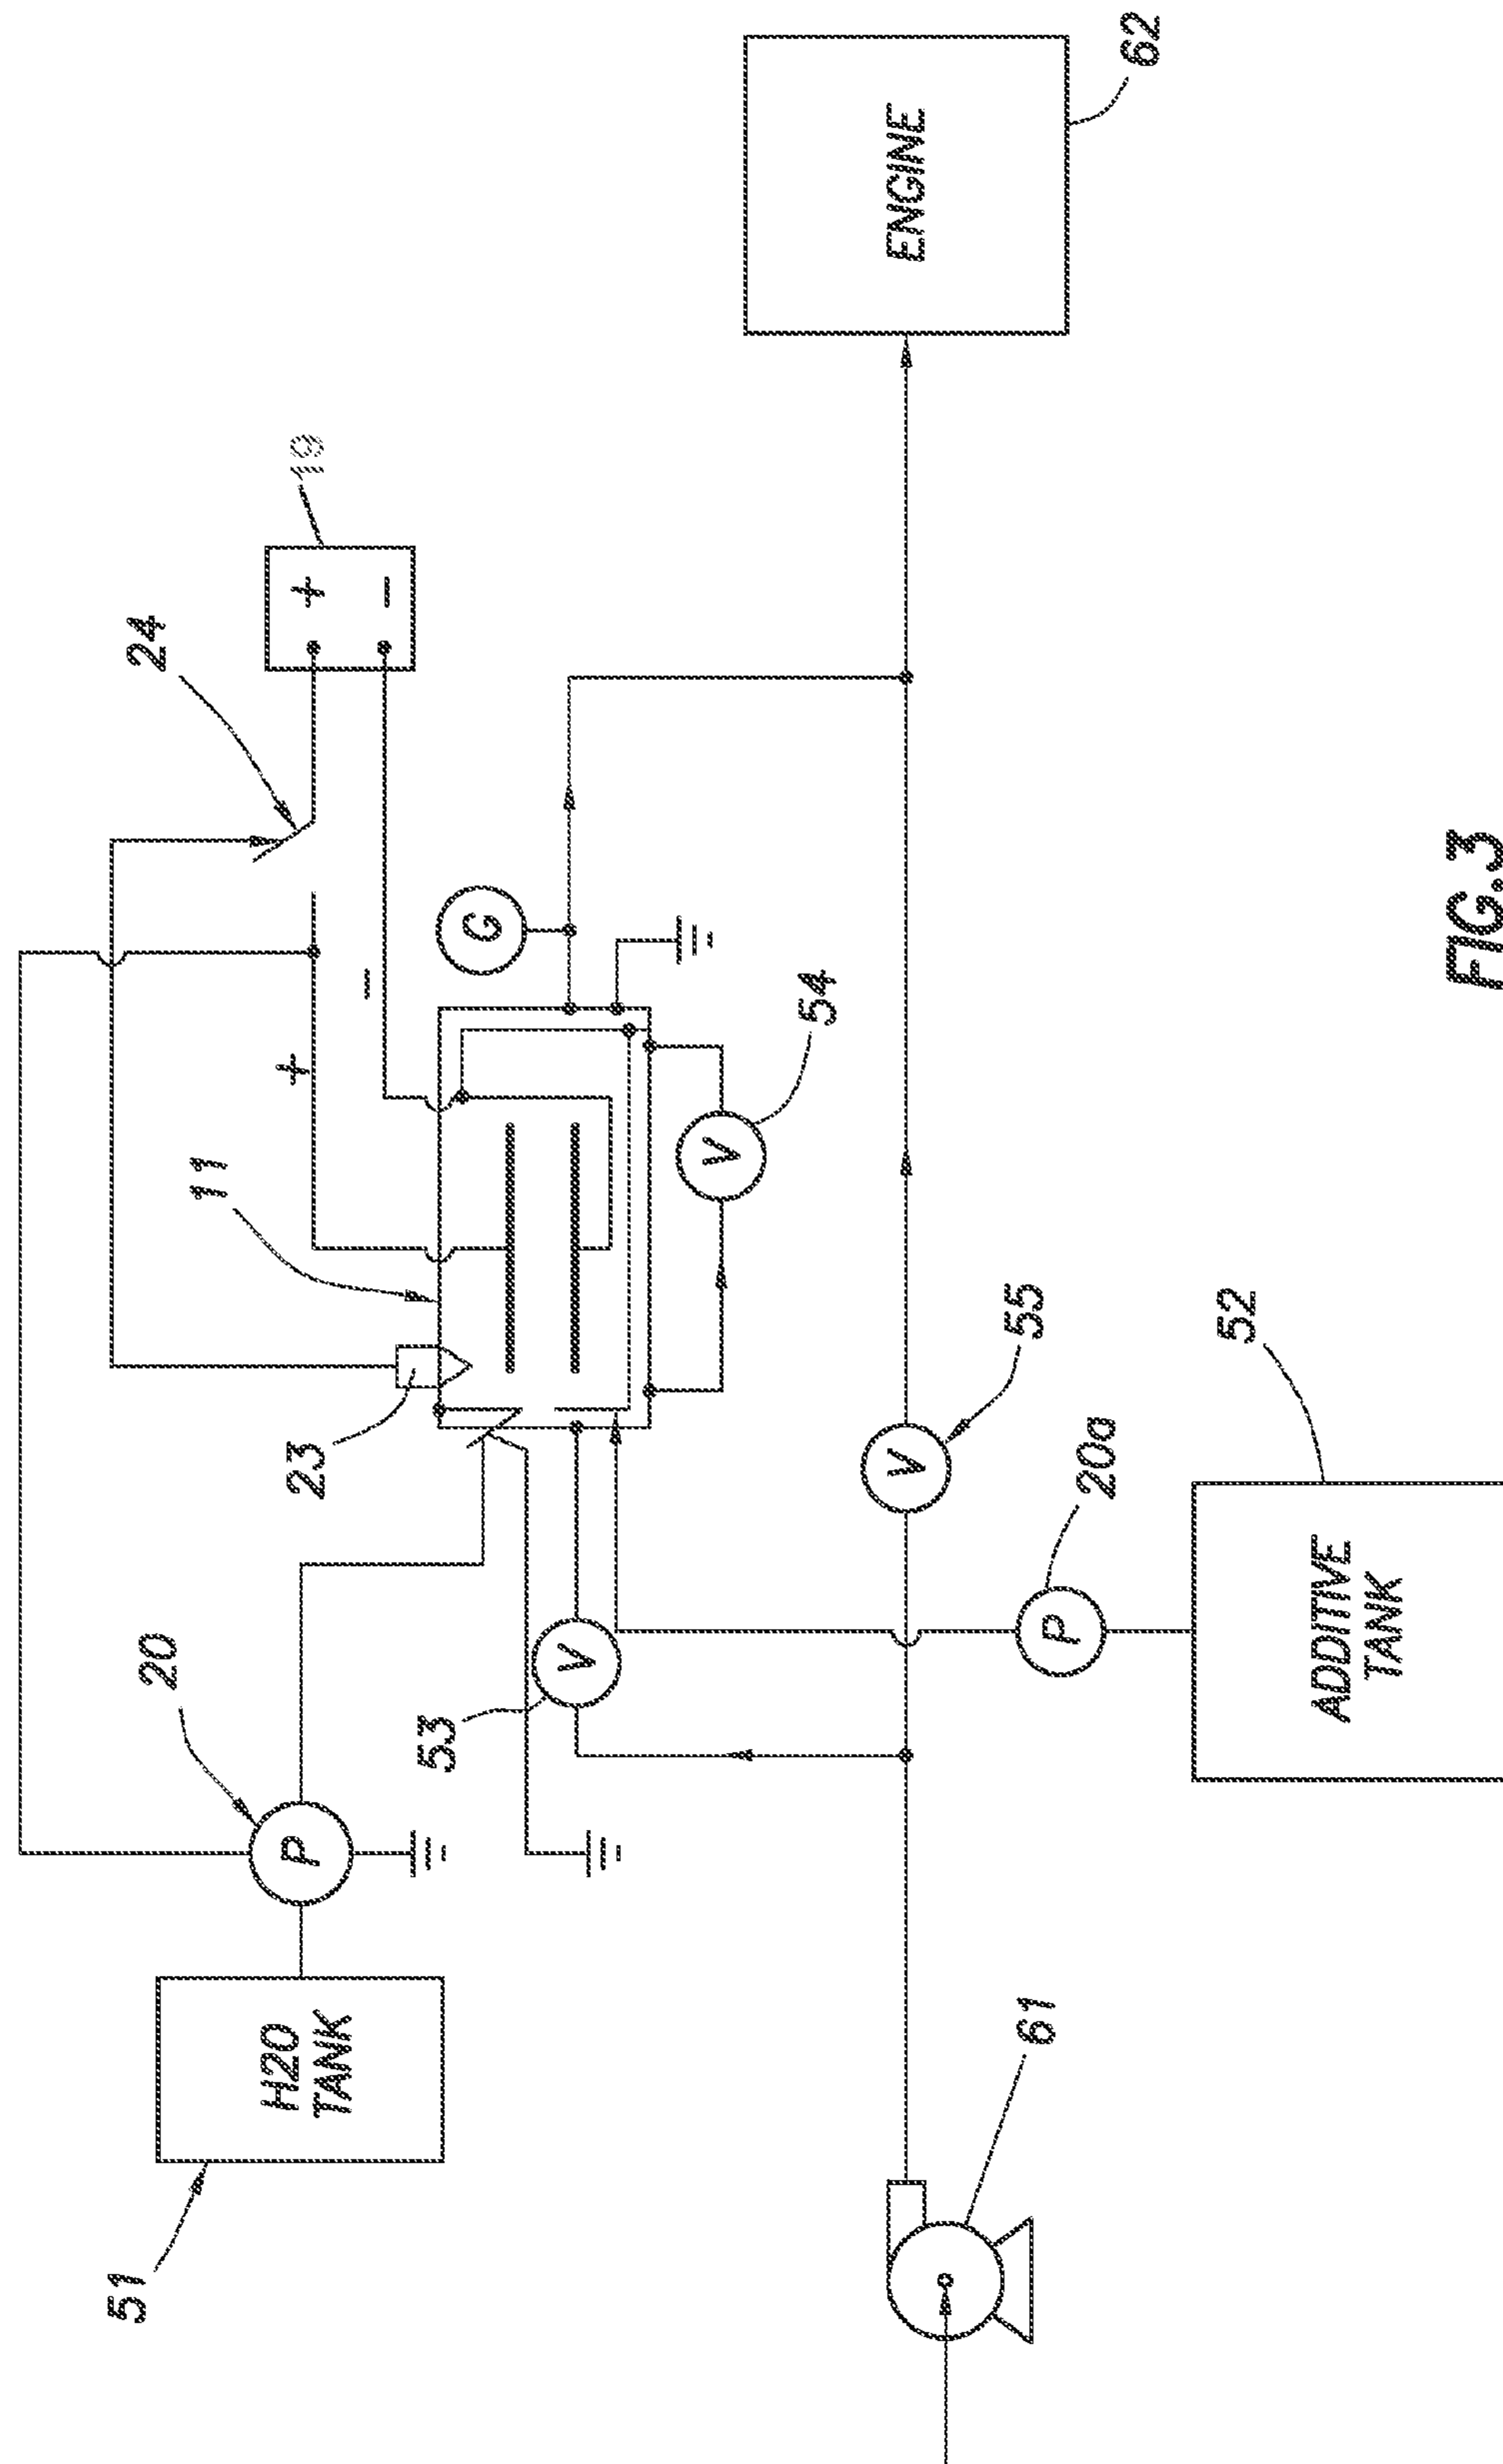 51
H20
TANK
20
P
53
V
23
11
24
+
−
19
+
−
G
54
V
55
V
61
20a
P
52
ADDITIVE
TANK
ENGINE
62
FIG.3